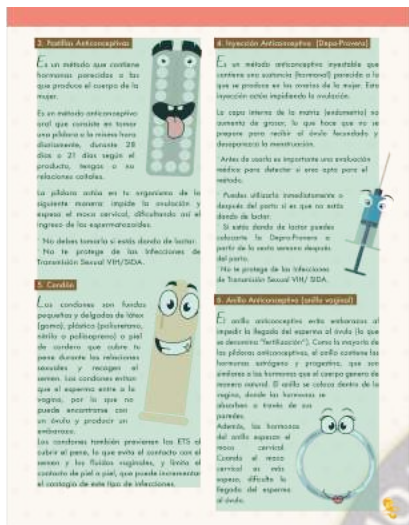 3. Pastillas Anticonceptivas
Es un método que contiene
hormonas parecidas a las
que produce el cuerpo de la
mujer.
Es un método anticonceptivo
oral que consiste en tomar
una píldora a la misma hora
diariamente, durante 28
días o 21 días según el
producto, tengas o no
relaciones coitales.
La píldora actúa en tu organismo de la
siguiente manera: impide la ovulación y
espesa el moco cervical, dificultando así el
ingreso de los espermatozoides.
No debes tomarla si estás dando de lactar.
No te protege de las Infecciones de
Transmisión Sexual VIH/SIDA.
5. Condón
Los condones son fundas
pequeñas y delgadas de látex
(goma), plástico (poliuretano,
nitrilo o poliisopreno) o piel
de cordero que cubre tu
pene durante las relaciones
sexuales y recogen el
semen. Los condones evitan
que el esperma entre a la
vagina, por lo que no
puede encontrarse con
un óvulo y producir un
embarazo.
Los condones también previenen las ETS al
cubrir el pene, lo que evita el contacto con el
semen y los fluidos vaginales, y limita el
contacto de piel a piel, que puede incrementar
el contagio de este tipo de infecciones.
4. Inyección Anticonceptiva (Depo-Provera)
Es un método anticonceptivo inyectable que
contiene una sustancia (hormonal) parecida a la
que se produce en los ovarios de la mujer. Esta
inyección actúa impidiendo la ovulación.
La capa interna de la matriz (endometrio) no
aumenta de grosor, lo que hace que no se
prepare para recibir al óvulo fecundado y
desaparezca la menstruación.
Antes de usarla es importante una evaluación
médica para detectar si eres apta para el
método.
Puedes utilizarla inmediatamente o
después del parto si es que no estás
dando de lactar.
Si estás dando de lactar puedes
colocarte la Depo-Provera a
partir de la sexta semana después
del parto.
No te protege de las Infecciones
de Transmisión Sexual VIH/ SIDA.
6. Anillo Anticonceptivo (anillo vaginal)
El anillo anticonceptivo evita embarazos al
impedir la llegada del esperma al óvulo (lo que
se denomina "fertilización"). Como la mayoría de
las píldoras anticonceptivas, el anillo contiene las
hormonas estrógeno y progestina, que son
similares a las hormonas que el cuerpo genera de
manera natural. El anillo se coloca dentro de la
vagina, donde las hormonas se
absorben a través de sus
paredes.
Además, las hormonas
del anillo espesan el
moco cervical.
Cuando el moco
cervical es más
espeso, dificulta la
llegada del esperma
al óvulo.